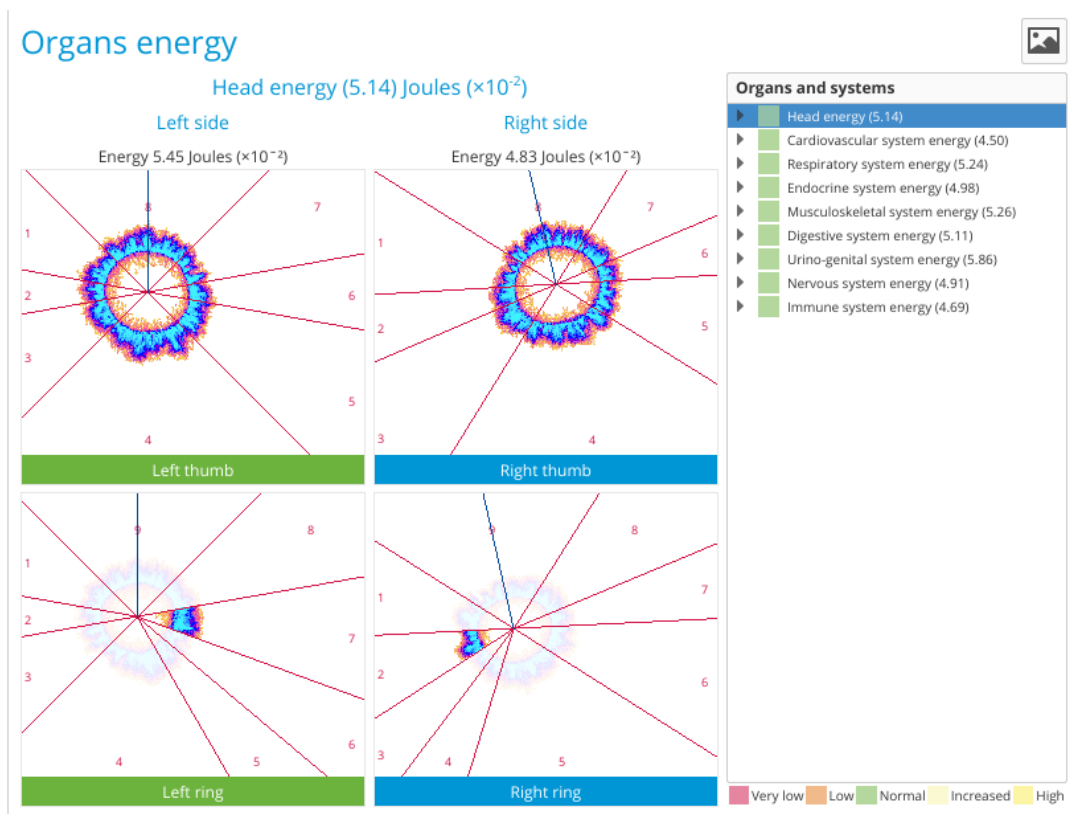 Organs energy
Head energy (5.14) Joules (×10⁻²)
Left side
Right side
Energy 5.45 Joules (×10⁻²)
Energy 4.83 Joules (×10⁻²)
8
7
1
2
6
3
5
4
Left thumb
8
7
1
6
2
5
3
4
Right thumb
9
8
1
2
7
3
6
4
5
Left ring
9
8
7
1
2
6
3
4
5
Right ring
Organs and systems
Head energy (5.14)
Cardiovascular system energy (4.50)
Respiratory system energy (5.24)
Endocrine system energy (4.98)
Musculoskeletal system energy (5.26)
Digestive system energy (5.11)
Urino-genital system energy (5.86)
Nervous system energy (4.91)
Immune system energy (4.69)
Very low Low Normal Increased High